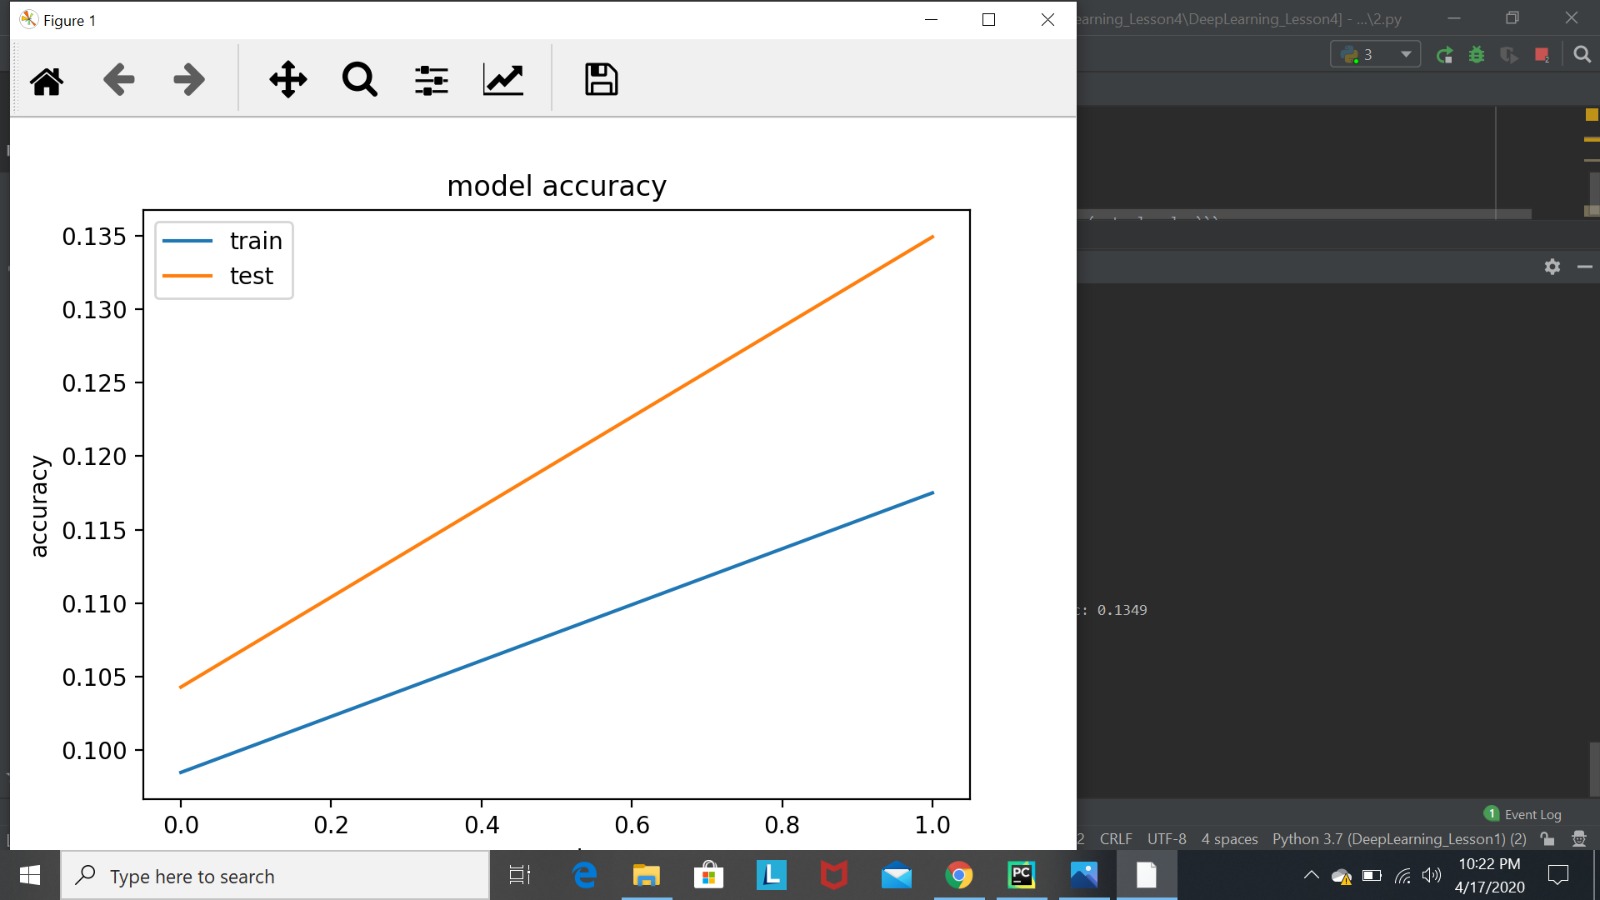 Figure 1
earning_Lesson4\DeepLearning_Lesson4] - ...\2.py
3
model accuracy
train
test
0.135
0.130
0.125
0.120
0.115
0.110
0.105
0.100
accuracy
0.0 0.2 0.4 0.6 0.8 1.0
: 0.1349
1 Event Log
2 CRLF UTF-8 4 spaces Python 3.7 (DeepLearning_Lesson1) (2)
Type here to search
L
PC
10:22 PM
4/17/2020